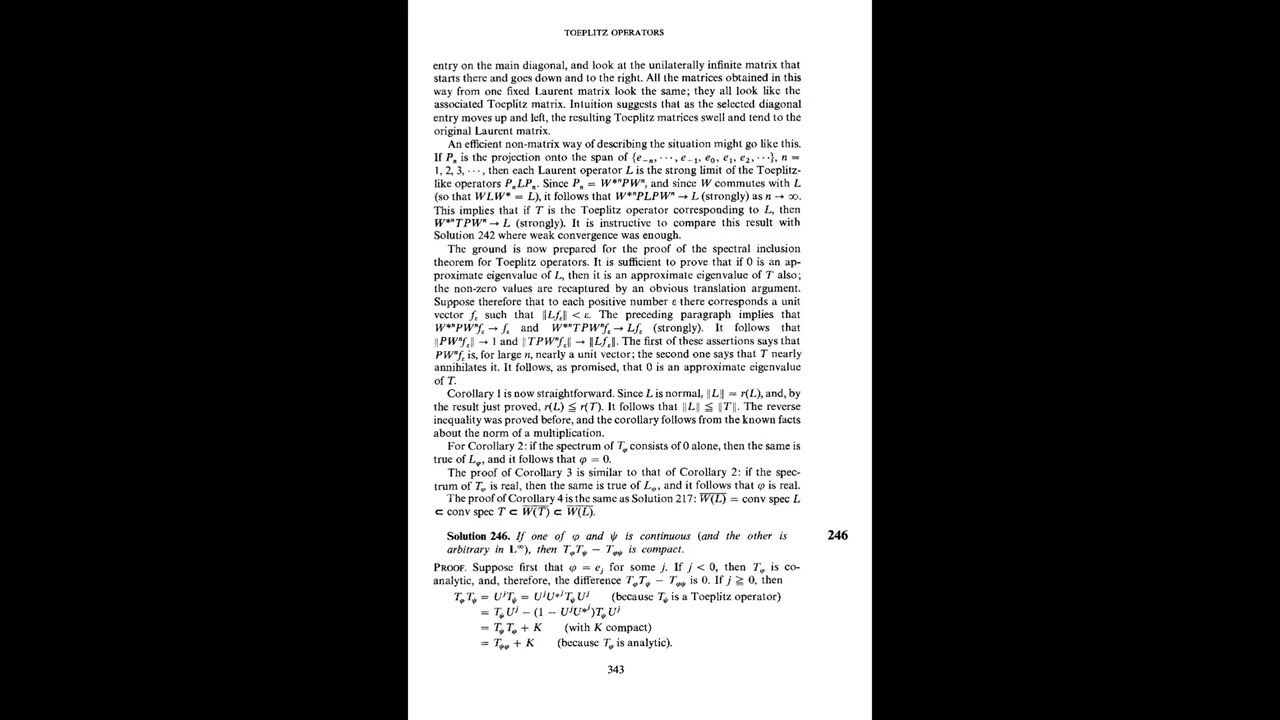 TOEPLITZ OPERATORS
entry on the main diagonal, and look at the unilaterally infinite matrix that
starts there and goes down and to the right. All the matrices obtained in this
way from one fixed Laurent matrix look the same; they all look like the
associated Toeplitz matrix. Intuition suggests that as the selected diagonal
entry moves up and left, the resulting Toeplitz matrices swell and tend to the
original Laurent matrix.
An efficient non-matrix way of describing the situation might go like this.
If Pₙ is the projection onto the span of {e₋ₙ, ···, e₋₁, e₀, e₁, e₂, ···}, n =
1, 2, 3, ···, then each Laurent operator L is the strong limit of the Toeplitz-
like operators PₙLPₙ. Since Pₙ = W*ⁿPWⁿ, and since W commutes with L
(so that WLW* = L), it follows that W*ⁿPLPWⁿ → L (strongly) as n → ∞.
This implies that if T is the Toeplitz operator corresponding to L, then
W*ⁿTPWⁿ → L (strongly). It is instructive to compare this result with
Solution 242 where weak convergence was enough.
The ground is now prepared for the proof of the spectral inclusion
theorem for Toeplitz operators. It is sufficient to prove that if 0 is an ap-
proximate eigenvalue of L, then it is an approximate eigenvalue of T also;
the non-zero values are recaptured by an obvious translation argument.
Suppose therefore that to each positive number ε there corresponds a unit
vector f_ε such that ‖Lf_ε‖ < ε. The preceding paragraph implies that
W*ⁿPWⁿf_ε → f_ε and W*ⁿTPWⁿf_ε → Lf_ε (strongly). It follows that
‖PWⁿf_ε‖ → 1 and ‖TPWⁿf_ε‖ → ‖Lf_ε‖. The first of these assertions says that
PWⁿf_ε is, for large n, nearly a unit vector; the second one says that T nearly
annihilates it. It follows, as promised, that 0 is an approximate eigenvalue
of T.
Corollary 1 is now straightforward. Since L is normal, ‖L‖ = r(L), and, by
the result just proved, r(L) ≦ r(T). It follows that ‖L‖ ≦ ‖T‖. The reverse
inequality was proved before, and the corollary follows from the known facts
about the norm of a multiplication.
For Corollary 2: if the spectrum of T_φ consists of 0 alone, then the same is
true of L_φ, and it follows that φ = 0.
The proof of Corollary 3 is similar to that of Corollary 2: if the spec-
trum of T_φ is real, then the same is true of L_φ, and it follows that φ is real.
The proof of Corollary 4 is the same as Solution 217: W̅(̅L̅)̅ = conv spec L
⊂ conv spec T ⊂ W̅(̅T̅)̅ ⊂ W̅(̅L̅)̅.
Solution 246. If one of φ and ψ is continuous (and the other is 246
arbitrary in L^∞), then T_φT_ψ − T_φψ is compact.
PROOF. Suppose first that φ = e_j for some j. If j < 0, then T_φ is co-
analytic, and, therefore, the difference T_φT_ψ − T_φψ is 0. If j ≧ 0, then
T_φT_ψ = UʲT_ψ = UʲU*ʲT_ψUʲ (because T_ψ is a Toeplitz operator)
= T_ψUʲ − (1 − UʲU*ʲ)T_ψUʲ
= T_ψT_φ + K (with K compact)
= T_ψφ + K (because T_φ is analytic).
343